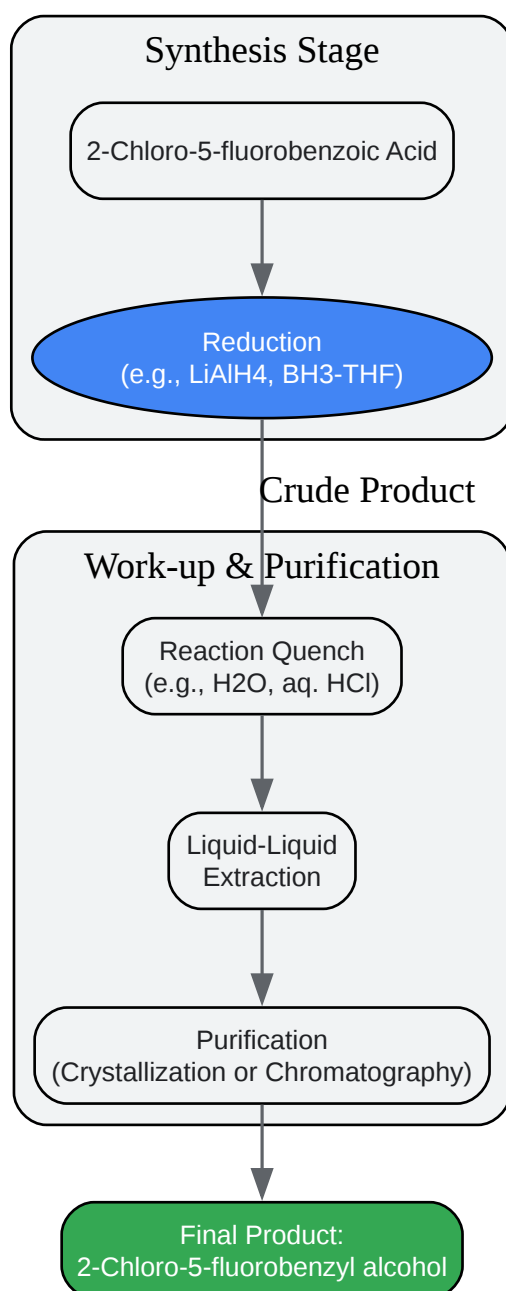 Synthesis Stage
2-Chloro-5-fluorobenzoic Acid
Reduction
(e.g., LiAlH4, BH3-THF)
Crude Product
Work-up & Purification
Reaction Quench
(e.g., H2O, aq. HCl)
Liquid-Liquid
Extraction
Purification
(Crystallization or Chromatography)
Final Product:
2-Chloro-5-fluorobenzyl alcohol